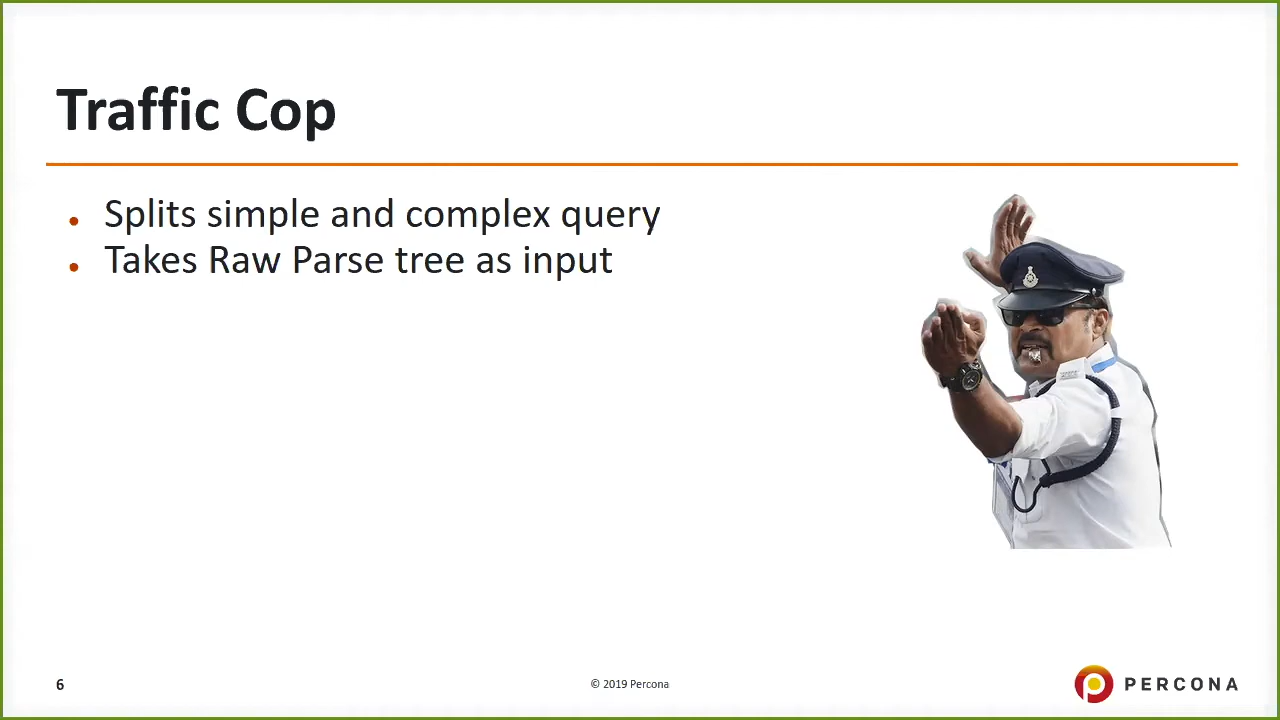 Traffic Cop
Splits simple and complex query
Takes Raw Parse tree as input
6
© 2019 Percona
PERCONA